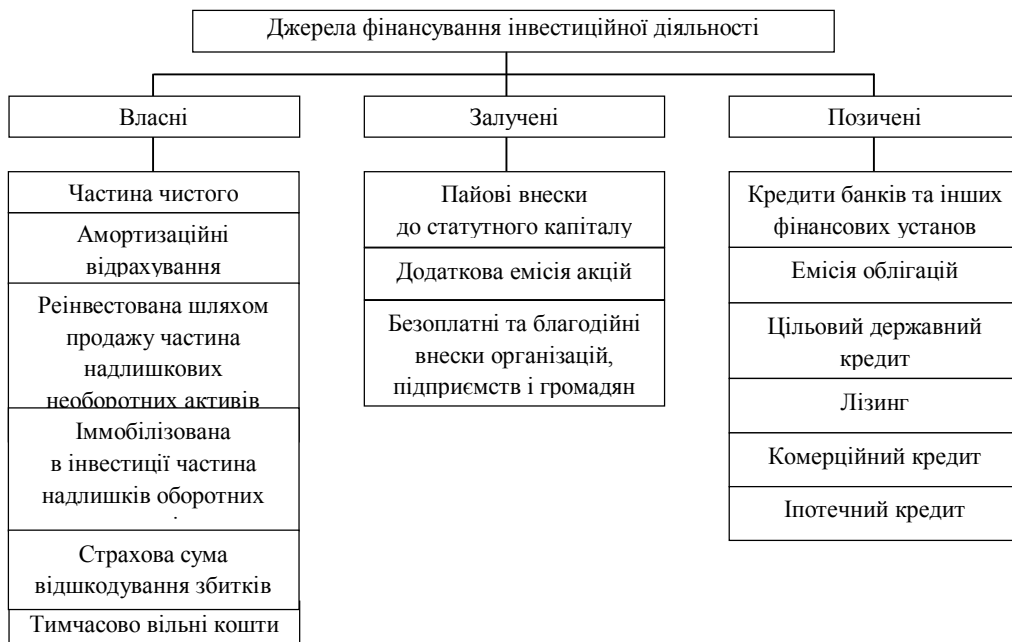 Джерела фінансування інвестиційної діяльності
Власні
Залучені
Позичені
Частина чистого
Амортизаційні
відрахування
Реінвестована шляхом
продажу частина
надлишкових
необоротних активів
Іммобілізована
в інвестиції частина
надлишків оборотних
Страхова сума
відшкодування збитків
Тимчасово вільні кошти
Пайові внески
до статутного капіталу
Додаткова емісія акцій
Безоплатні та благодійні
внески організацій,
підприємств і громадян
Кредити банків та інших
фінансових установ
Емісія облігацій
Цільовий державний
кредит
Лізинг
Комерційний кредит
Іпотечний кредит